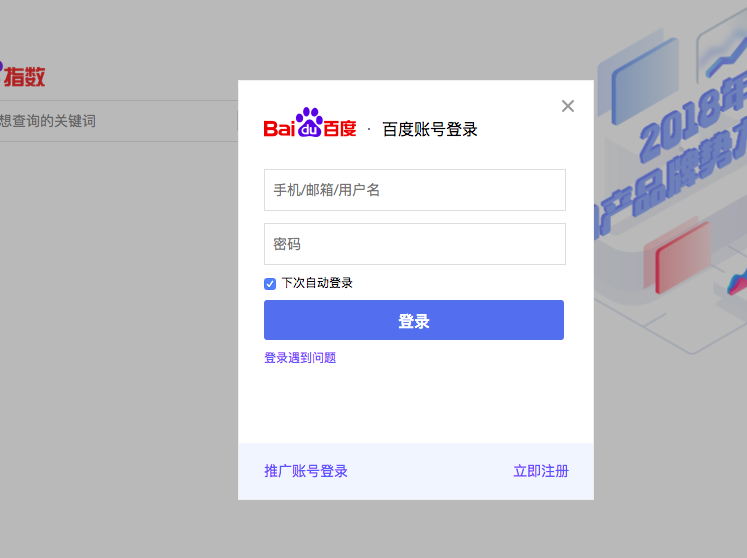 指数
想查询的关键词
2018年
产品牌势力
Bai du 百度 · 百度账号登录
手机/邮箱/用户名
密码
下次自动登录
登录
登录遇到问题
推广账号登录
立即注册